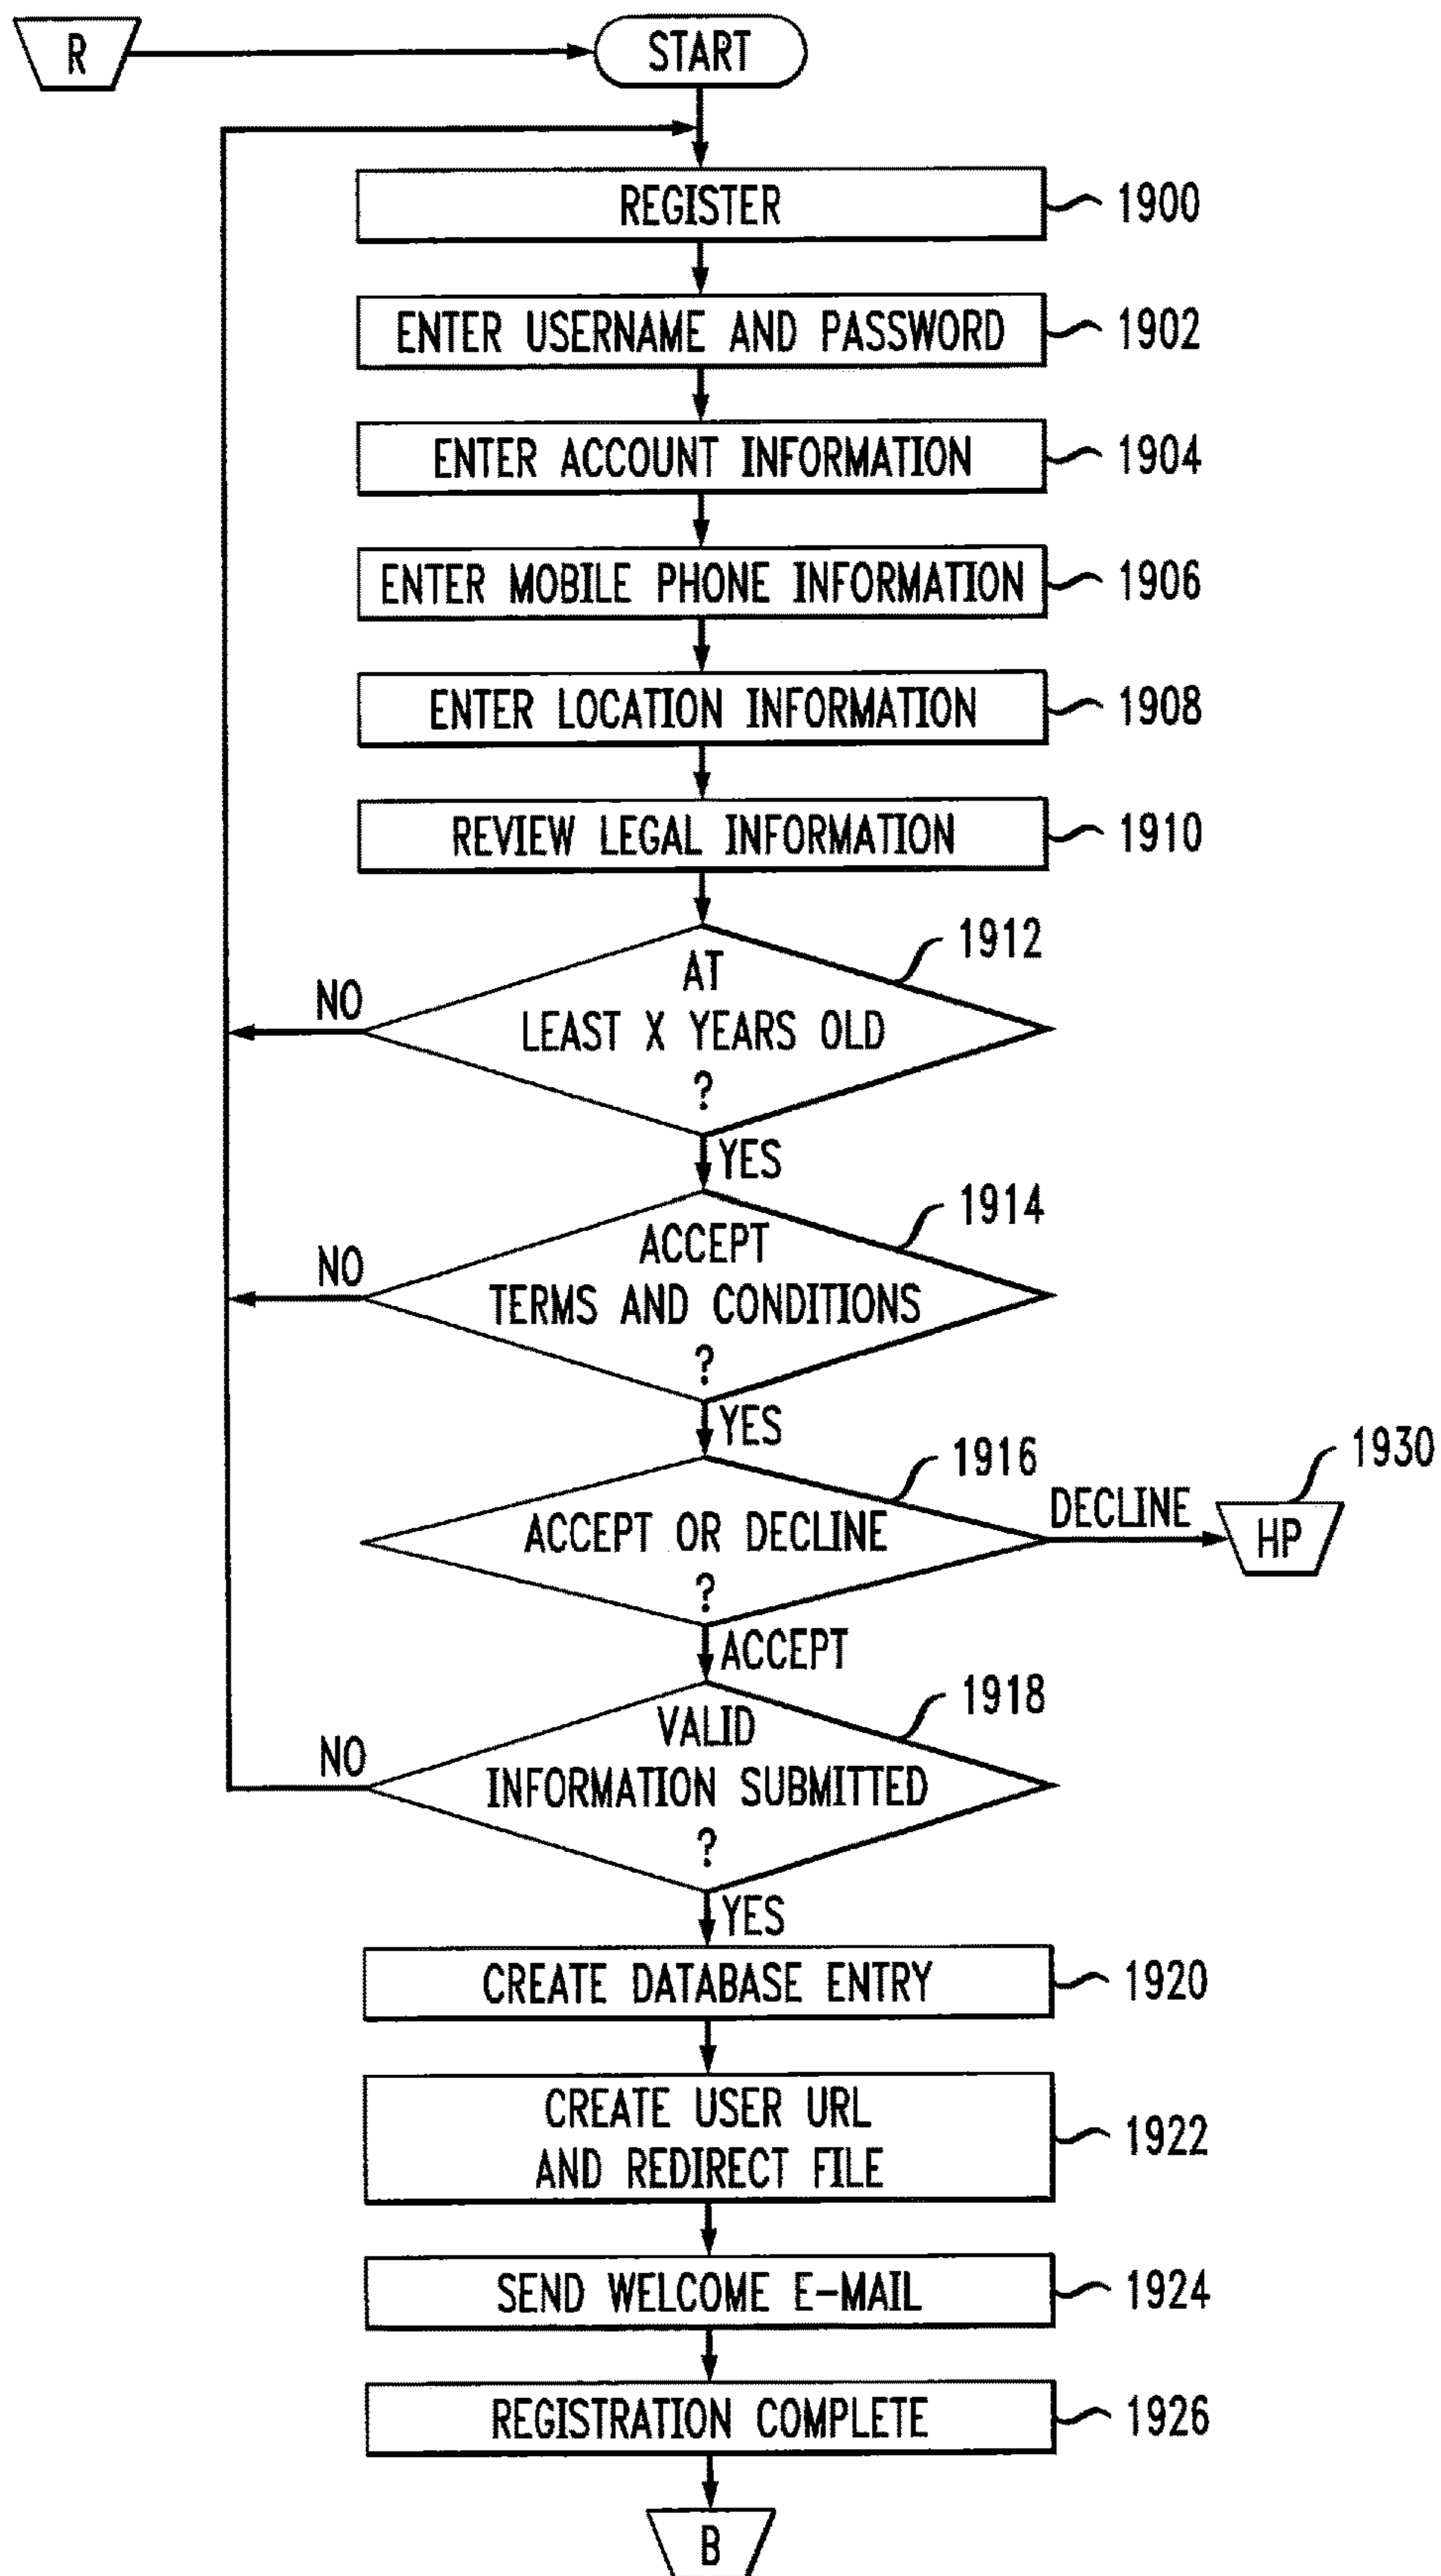 R
START
REGISTER
1900
ENTER USERNAME AND PASSWORD
1902
ENTER ACCOUNT INFORMATION
1904
ENTER MOBILE PHONE INFORMATION
1906
ENTER LOCATION INFORMATION
1908
REVIEW LEGAL INFORMATION
1910
1912
AT
LEAST X YEARS OLD
?
NO
YES
1914
ACCEPT
TERMS AND CONDITIONS
?
NO
YES
1916
ACCEPT OR DECLINE
?
DECLINE
1930
HP
ACCEPT
1918
VALID
INFORMATION SUBMITTED
?
NO
YES
CREATE DATABASE ENTRY
1920
CREATE USER URL
AND REDIRECT FILE
1922
SEND WELCOME E-MAIL
1924
REGISTRATION COMPLETE
1926
B